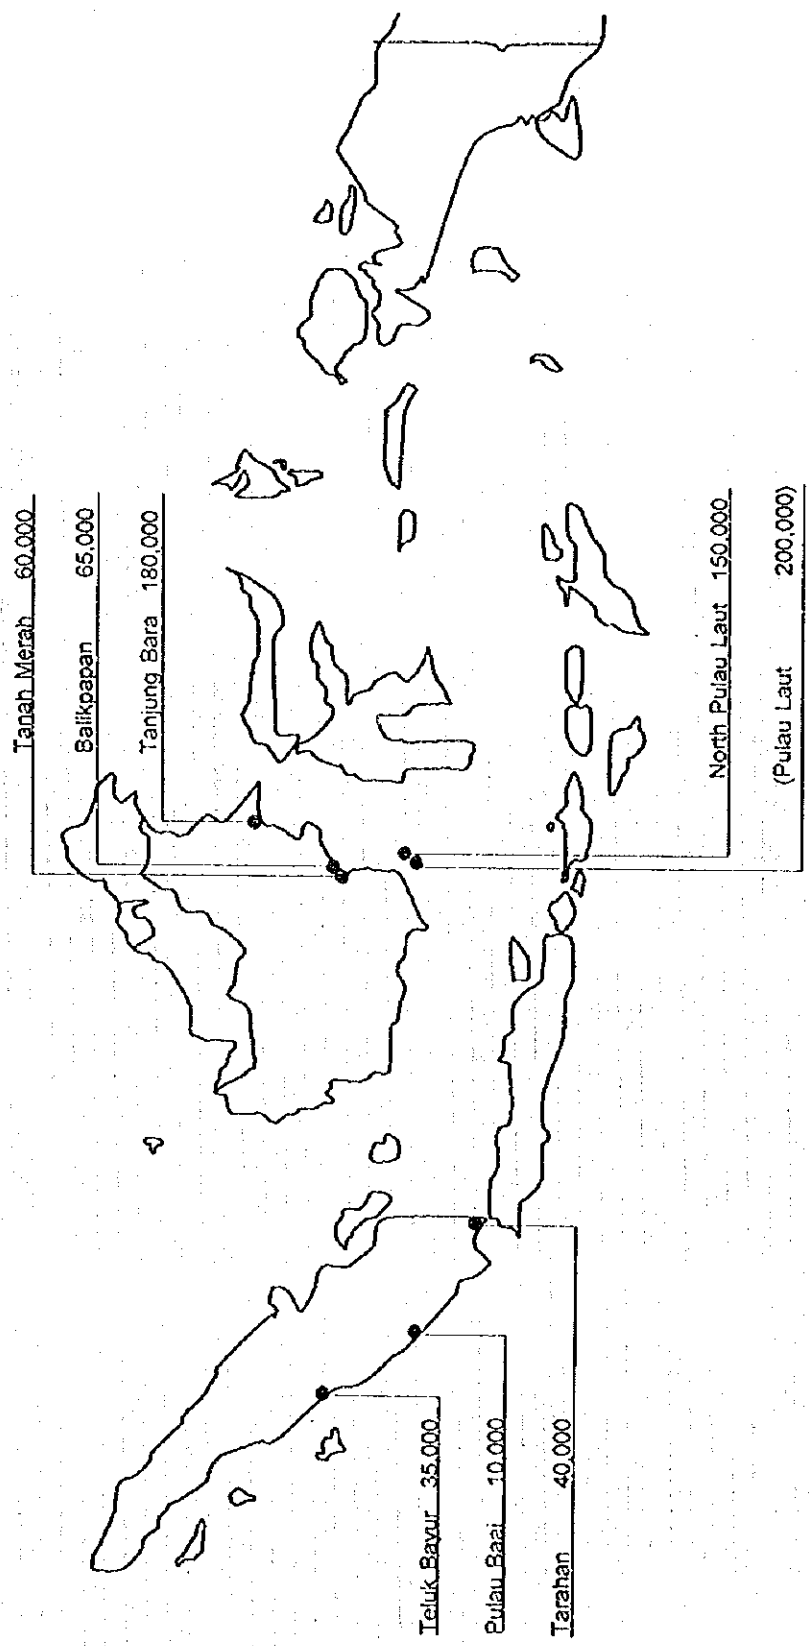 Tanah Merah 60,000
Balikpapan 65,000
Tanjung Bara 180,000
North Pulau Laut 150,000
(Pulau Laut 200,000)
Teluk Bayur 35,000
Pulau Baai 10,000
Tarahan 40,000